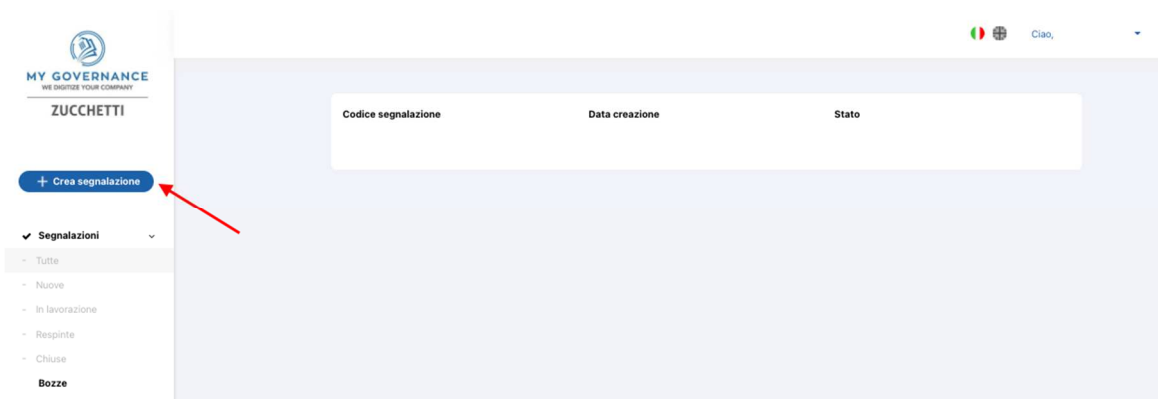 Ciao,
MY GOVERNANCE
WE DIGITIZE YOUR COMPANY
ZUCCHETTI
Codice segnalazione Data creazione Stato
+ Crea segnalazione
Segnalazioni
- Tutte
- Nuove
- In lavorazione
- Respinte
- Chiuse
Bozze